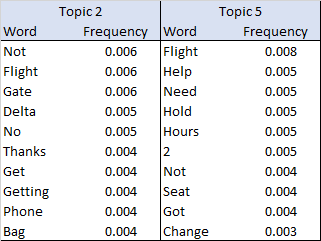 Topic 2 Topic 5
Word Frequency Word Frequency
Not 0.006 Flight 0.008
Flight 0.006 Help 0.005
Gate 0.006 Need 0.005
Delta 0.005 Hold 0.005
No 0.005 Hours 0.005
Thanks 0.004 2 0.005
Get 0.004 Not 0.004
Getting 0.004 Seat 0.004
Phone 0.004 Got 0.004
Bag 0.004 Change 0.003